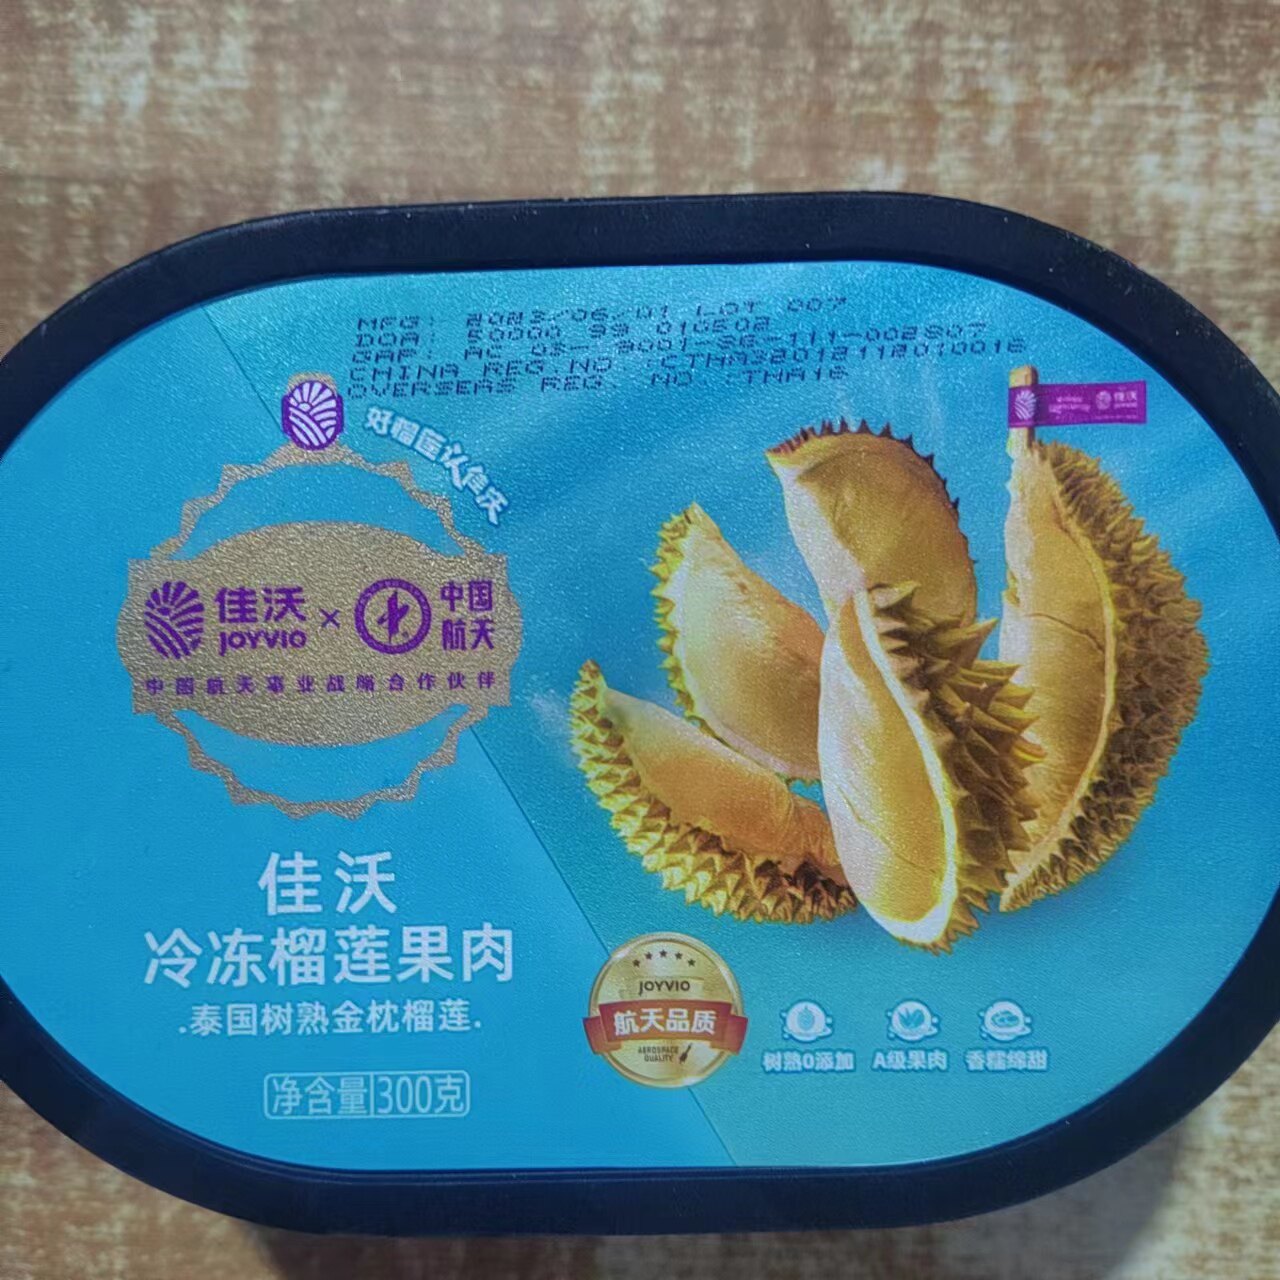 MFG: 2023/06/01 LOT 007
CHINA REG.NO :CTHA32012112010016
OVERSEAS REG. NO. :THA16
好榴莲认佳沃
佳沃
佳沃 × 中国
JOYVIO 航天
中国航天事业战略合作伙伴
佳沃
冷冻榴莲果肉
.泰国树熟金枕榴莲.
净含量 300克
JOYVIO
航天品质
AEROSPACE
QUALITY
树熟0添加 A级果肉 香糯绵甜